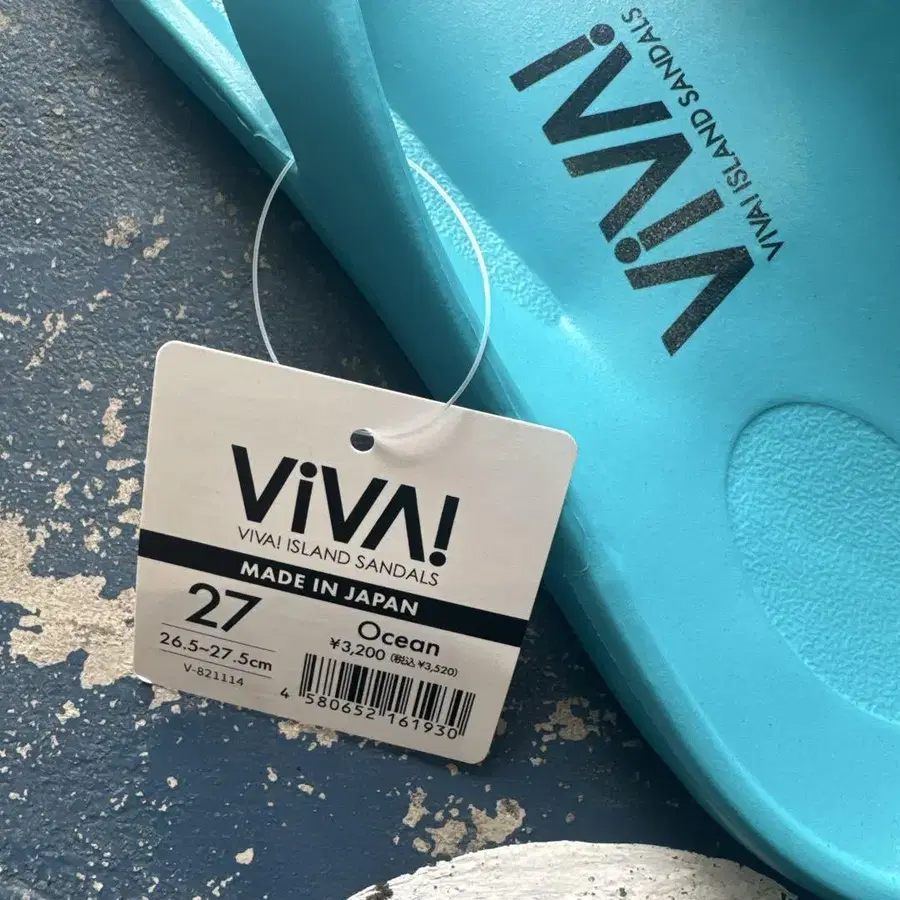 ViVA!
VIVA! ISLAND SANDALS
ViVA!
VIVA! ISLAND SANDALS
MADE IN JAPAN
27
26.5~27.5cm
V-821114
Ocean
¥3,200 (税込 ¥3,520)
4 580652 161930